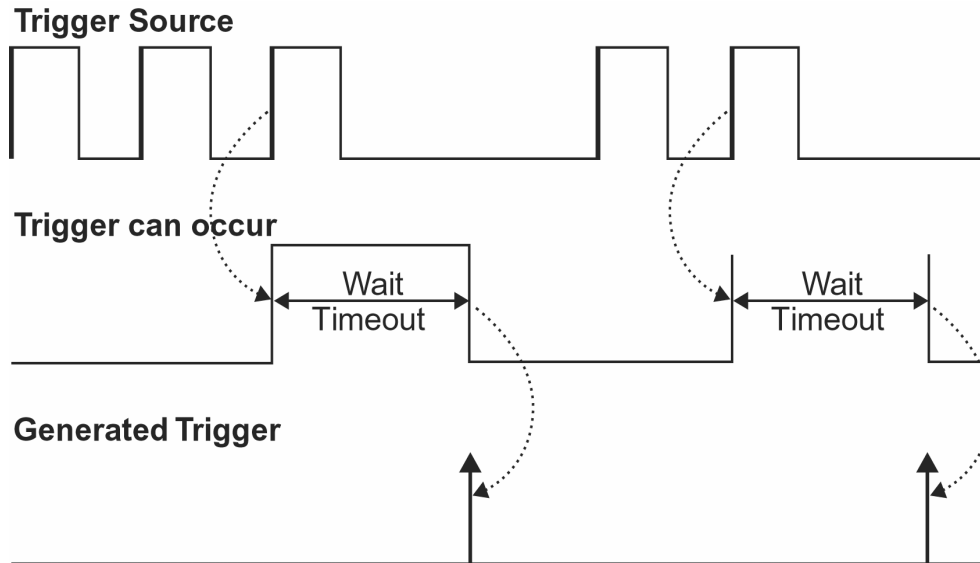 Trigger Source
Trigger can occur
Wait
Timeout
Wait
Timeout
Generated Trigger